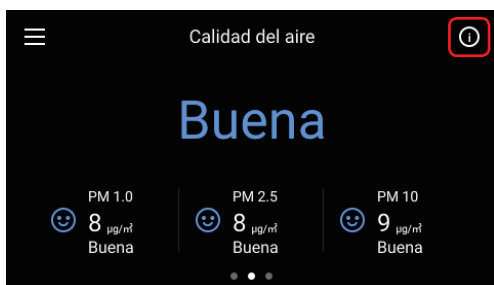 Calidad del aire
Buena
PM 1.0
8 µg/㎥
Buena
PM 2.5
8 µg/㎥
Buena
PM 10
9 µg/㎥
Buena